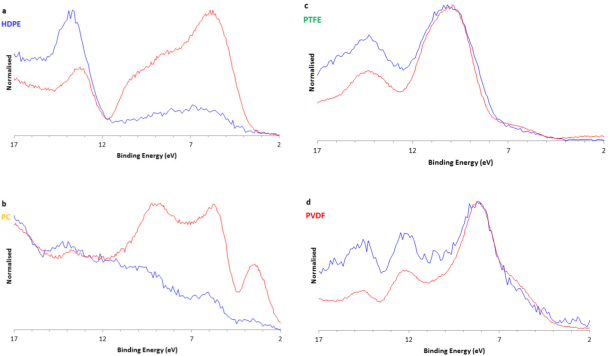 a
HDPE
Normalised
17 12 7 2
Binding Energy (eV)
c
PTFE
Normalised
17 12 7 2
Binding Energy (eV)
b
PC
Normalised
17 12 7 2
Binding Energy (eV)
d
PVDF
Normalised
17 12 7 2
Binding Energy (eV)